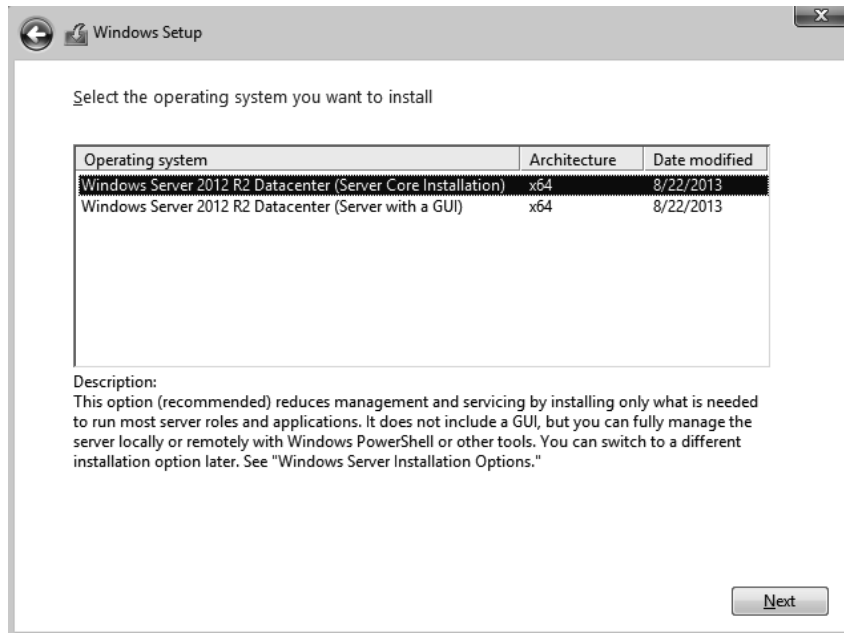 Windows Setup
Select the operating system you want to install
Operating system Architecture Date modified
Windows Server 2012 R2 Datacenter (Server Core Installation) x64 8/22/2013
Windows Server 2012 R2 Datacenter (Server with a GUI) x64 8/22/2013
Description:
This option (recommended) reduces management and servicing by installing only what is needed
to run most server roles and applications. It does not include a GUI, but you can fully manage the
server locally or remotely with Windows PowerShell or other tools. You can switch to a different
installation option later. See "Windows Server Installation Options."
Next